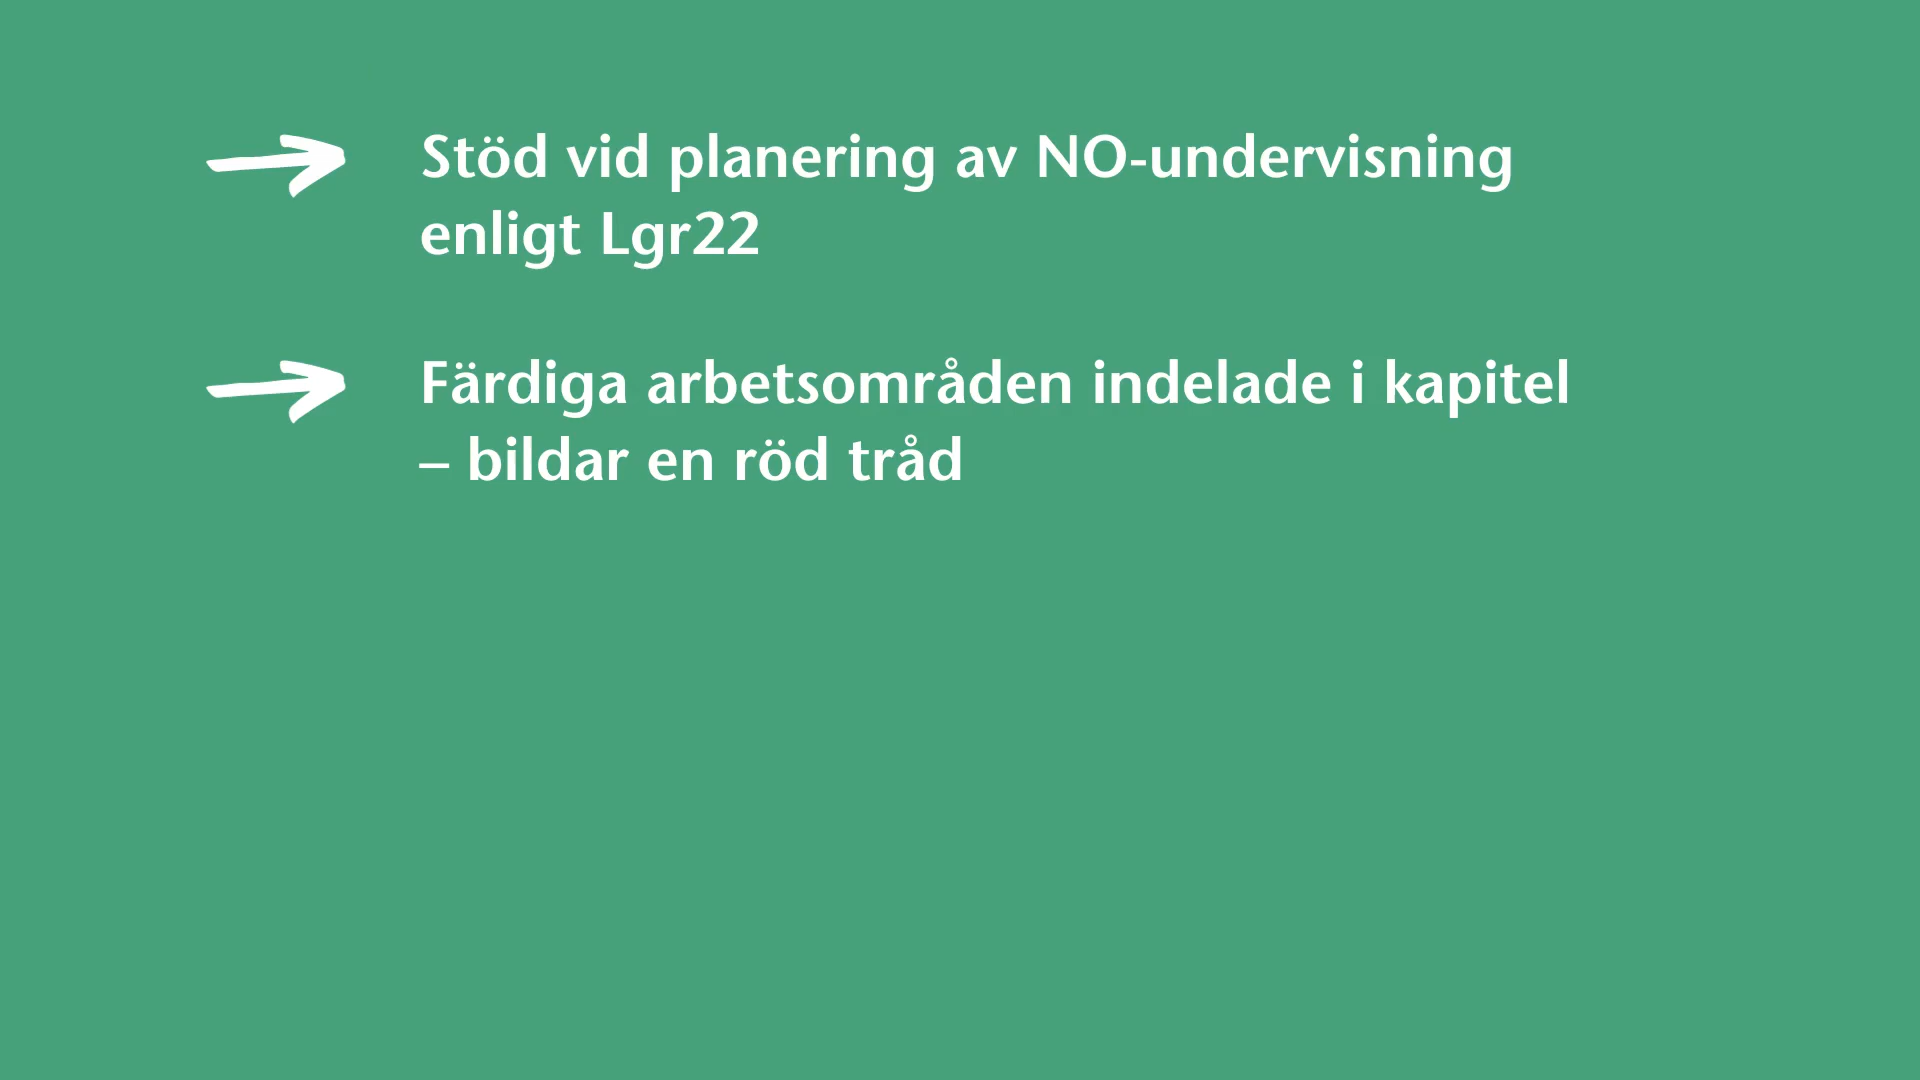 Stöd vid planering av NO-undervisning
enligt Lgr22
Färdiga arbetsområden indelade i kapitel
– bildar en röd tråd